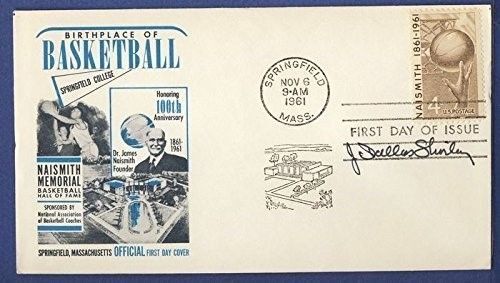 BIRTHPLACE OF
BASKETBALL
SPRINGFIELD COLLEGE
Honoring
100th
Anniversary
1861-
1961
Dr. James
Naismith
Founder
NAISMITH
MEMORIAL
BASKETBALL
HALL OF FAME
SPONSORED BY
National Association
of Basketball Coaches
SPRINGFIELD, MASSACHUSETTS OFFICIAL FIRST DAY COVER
SPRINGFIELD
NOV 6
9-AM
1961
MASS.
NAISMITH 1861-1961
4¢
U.S. POSTAGE
FIRST DAY OF ISSUE
J. Dallas Shirley